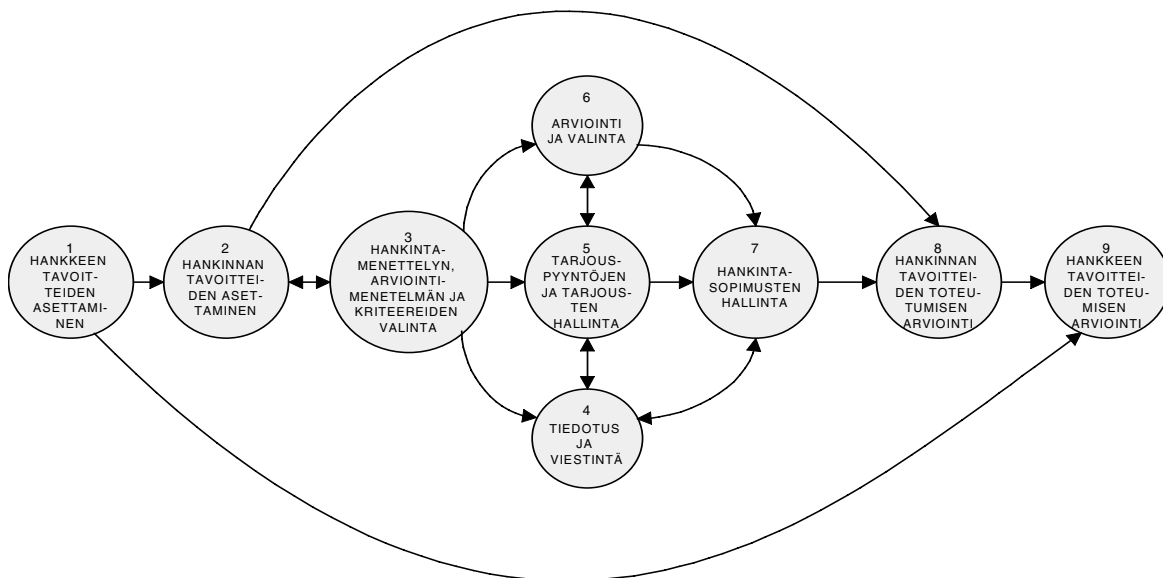 1
HANKKEEN
TAVOIT-
TEIDEN
ASETTAMI-
NEN
2
HANKINNAN
TAVOITTEI-
DEN ASET-
TAMINEN
3
HANKINTA-
MENETTELYN,
ARVIOINTI-
MENETELMÄN JA
KRITEEREIDEN
VALINTA
6
ARVIOINTI
JA VALINTA
5
TARJOUS-
PYYNTÖJEN
JA TARJOUS-
TEN
HALLINTA
4
TIEDOTUS
JA
VIESTINTÄ
7
HANKINTA-
SOPIMUSTEN
HALLINTA
8
HANKINNAN
TAVOITTEI-
DEN TOTEU-
TUMISEN
ARVIOINTI
9
HANKKEEN
TAVOITTEI-
DEN TOTEU-
MISEN
ARVIOINTI